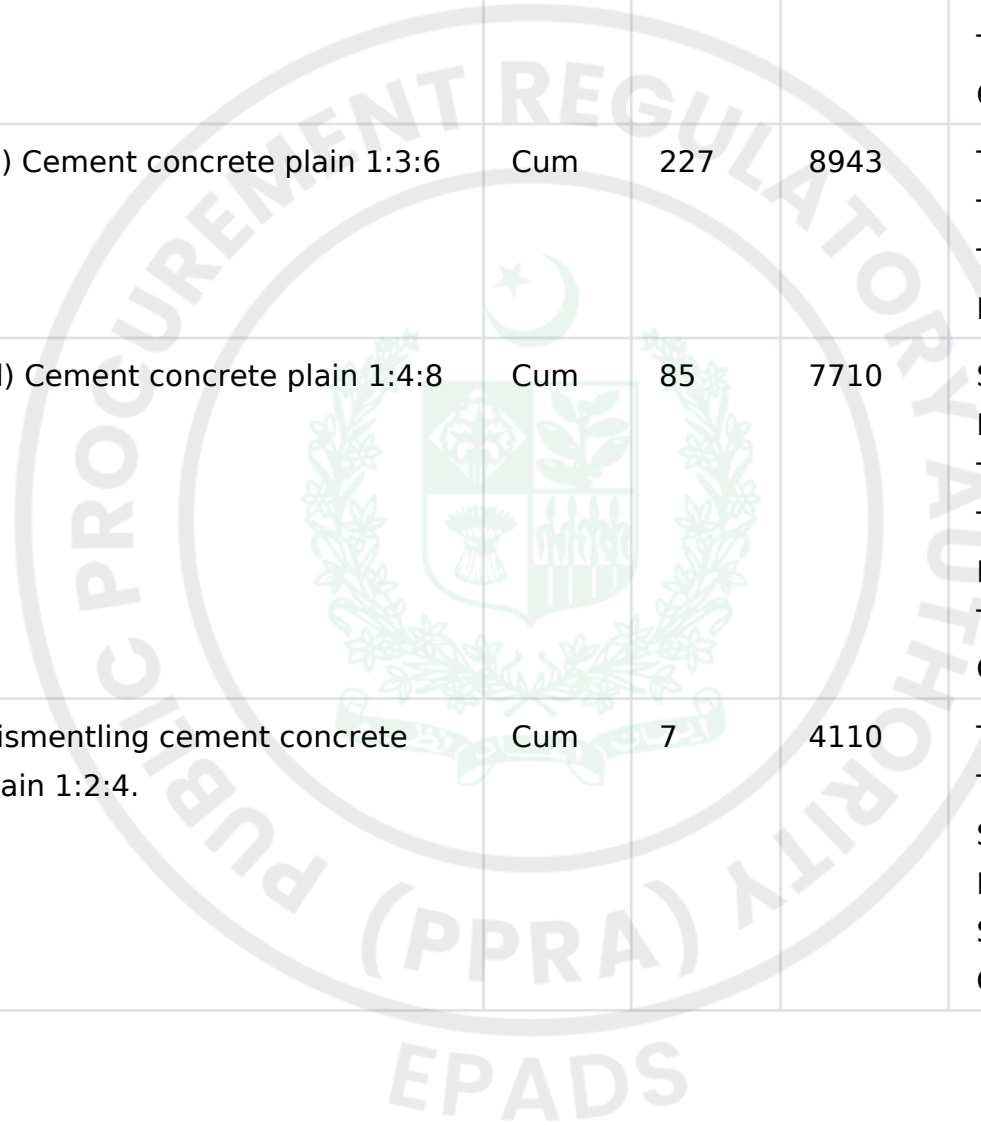 ) Cement concrete plain 1:3:6 Cum 227 8943
) Cement concrete plain 1:4:8 Cum 85 7710
ismentling cement concrete Cum 7 4110
ain 1:2:4.
PUBLIC PROCUREMENT REGULATORY AUTHORITY
(PPRA)
EPADS